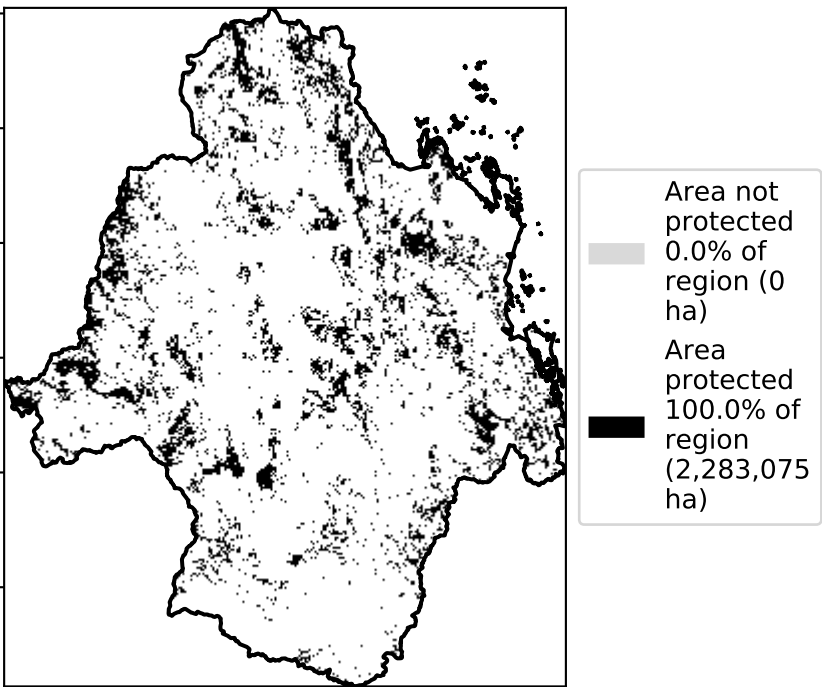 Area not
protected
0.0% of
region (0
ha)
Area
protected
100.0% of
region
(2,283,075
ha)